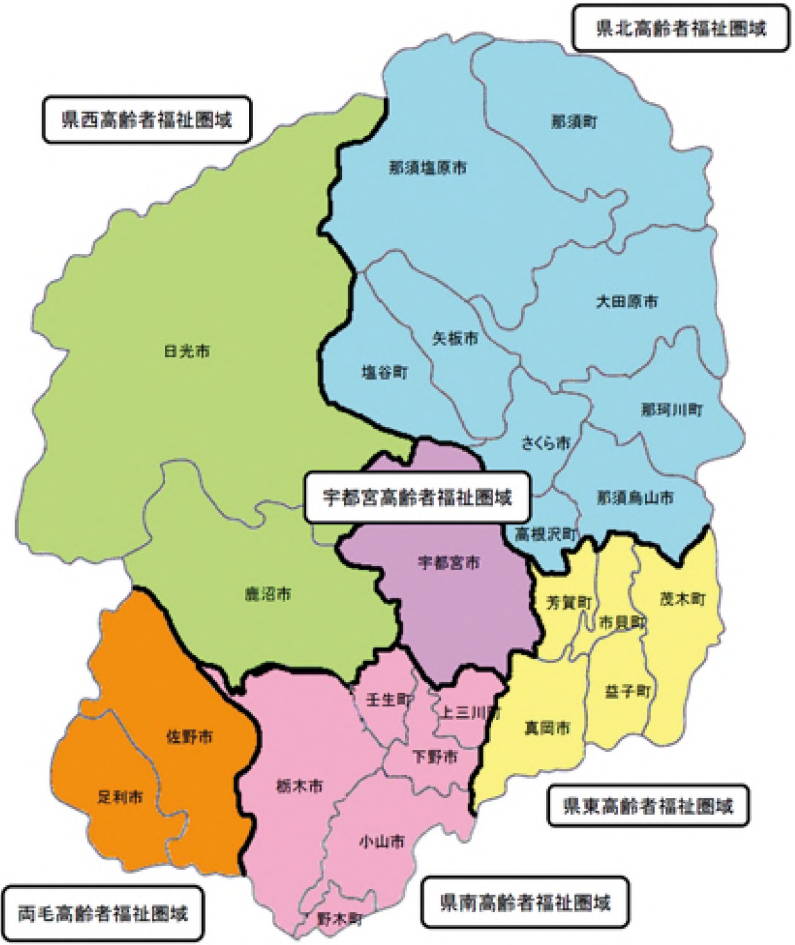 県北高齢者福祉圏域
県西高齢者福祉圏域
那須町
那須塩原市
大田原市
矢板市
日光市
塩谷町
那珂川町
さくら市
宇都宮高齢者福祉圏域
那須烏山市
高根沢町
宇都宮市
鹿沼市
芳賀町
茂木町
市貝町
益子町
壬生町
上三川町
真岡市
佐野市
下野市
栃木市
足利市
県東高齢者福祉圏域
小山市
県南高齢者福祉圏域
両毛高齢者福祉圏域
野木町